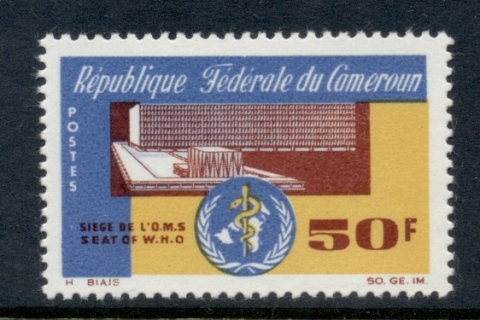 République Fédérale du Cameroun
POSTES
SIEGE DE L'O.M.S
SEAT OF W.H.O
50F
H BIAIS
SO. GE. IM.